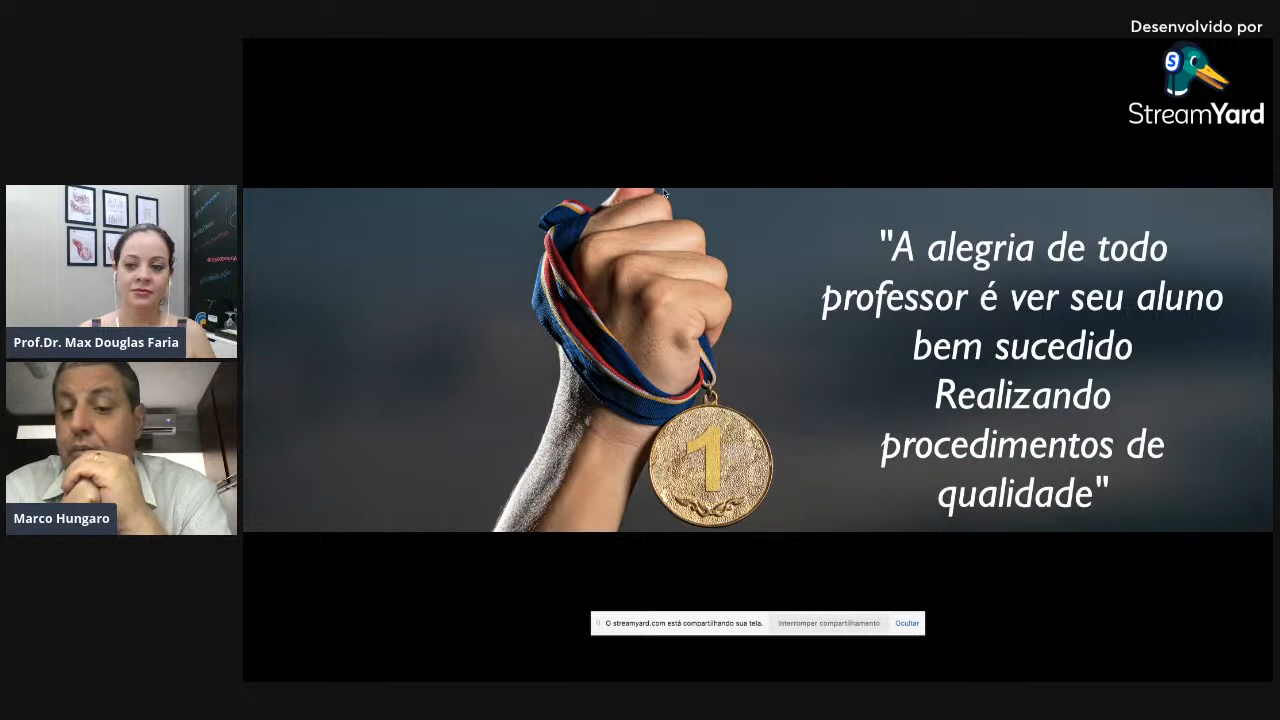 Desenvolvido por
S
StreamYard
Prof.Dr. Max Douglas Faria
Marco Hungaro
"A alegria de todo
professor é ver seu aluno
bem sucedido
Realizando
procedimentos de
qualidade"
1
O streamyard.com está compartilhando sua tela.
Interromper compartilhamento
Ocultar